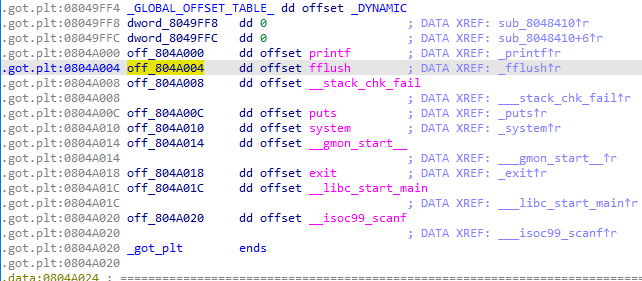 .got.plt:08049FF4 _GLOBAL_OFFSET_TABLE_ dd offset _DYNAMIC
.got.plt:08049FF8 dword_8049FF8 dd 0 ; DATA XREF: sub_8048410↑r
.got.plt:08049FFC dword_8049FFC dd 0 ; DATA XREF: sub_8048410+6↑r
.got.plt:0804A000 off_804A000 dd offset printf ; DATA XREF: _printf↑r
.got.plt:0804A004 off_804A004 dd offset fflush ; DATA XREF: _fflush↑r
.got.plt:0804A008 off_804A008 dd offset __stack_chk_fail
.got.plt:0804A008 ; DATA XREF: ___stack_chk_fail↑r
.got.plt:0804A00C off_804A00C dd offset puts ; DATA XREF: _puts↑r
.got.plt:0804A010 off_804A010 dd offset system ; DATA XREF: _system↑r
.got.plt:0804A014 off_804A014 dd offset __gmon_start__
.got.plt:0804A014 ; DATA XREF: ___gmon_start__↑r
.got.plt:0804A018 off_804A018 dd offset exit ; DATA XREF: _exit↑r
.got.plt:0804A01C off_804A01C dd offset __libc_start_main
.got.plt:0804A01C ; DATA XREF: ___libc_start_main↑r
.got.plt:0804A020 off_804A020 dd offset __isoc99_scanf
.got.plt:0804A020 ; DATA XREF: ___isoc99_scanf↑r
.got.plt:0804A020 _got_plt ends
.got.plt:0804A020
.data:0804A024 ; ===========================================================================